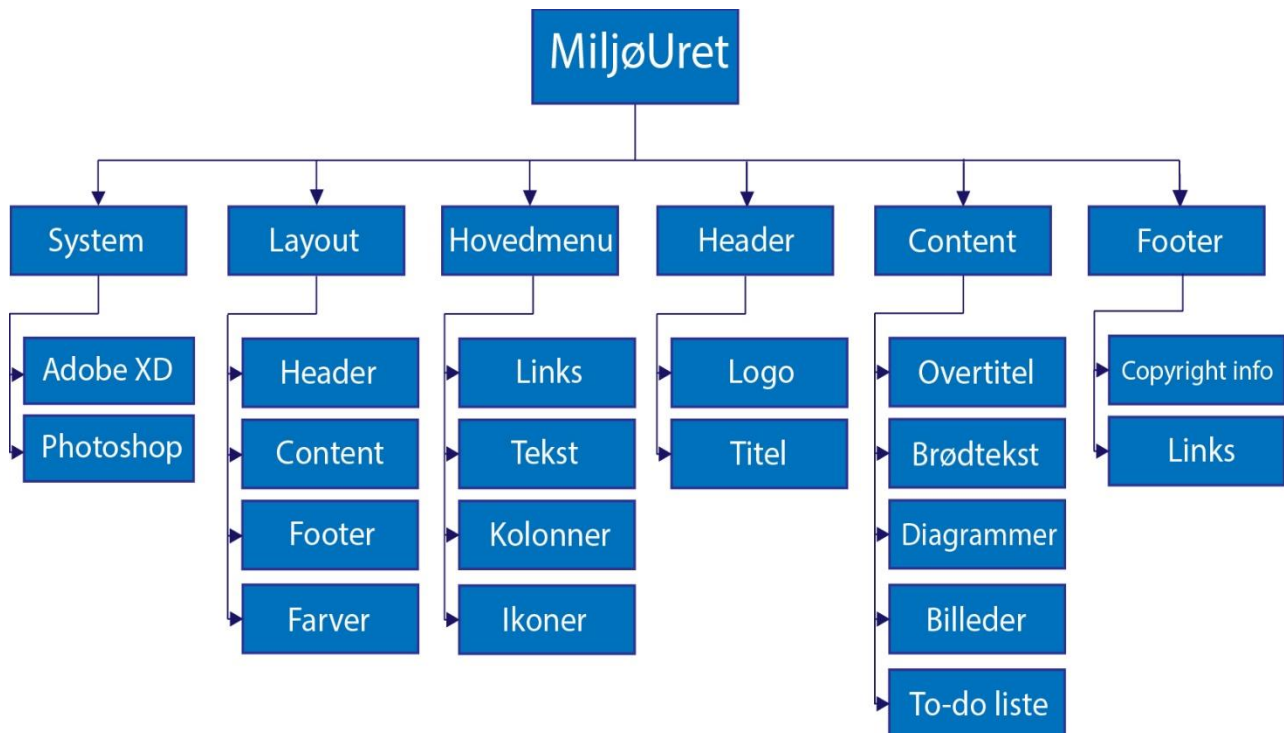 MiljøUret
System
Layout
Hovedmenu
Header
Content
Footer
Adobe XD
Photoshop
Header
Content
Footer
Farver
Links
Tekst
Kolonner
Ikoner
Logo
Titel
Overtitel
Brødtekst
Diagrammer
Billeder
To-do liste
Copyright info
Links